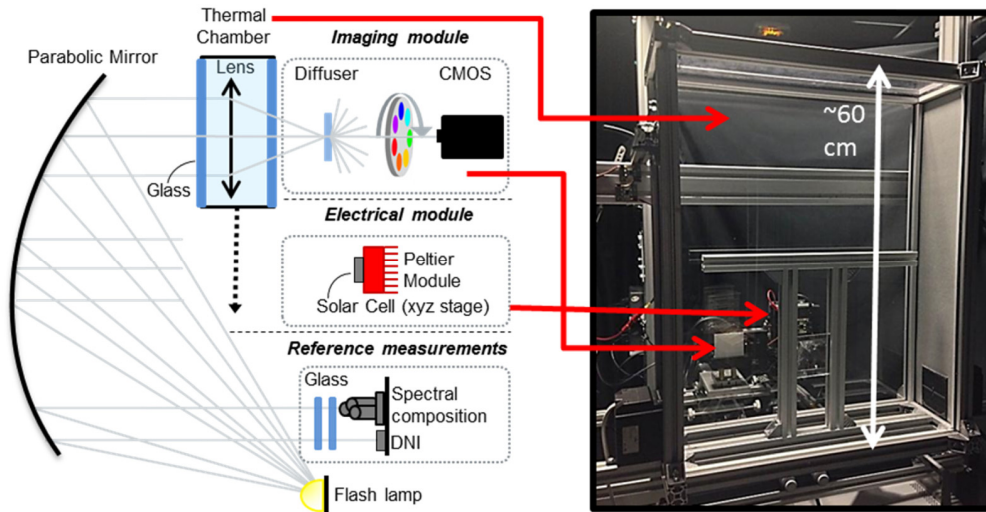 Thermal
Chamber
Parabolic Mirror
Imaging module
Lens
Diffuser
CMOS
Glass
~60
cm
Electrical module
Peltier
Module
Solar Cell (xyz stage)
Reference measurements
Glass
Spectral
composition
DNI
Flash lamp